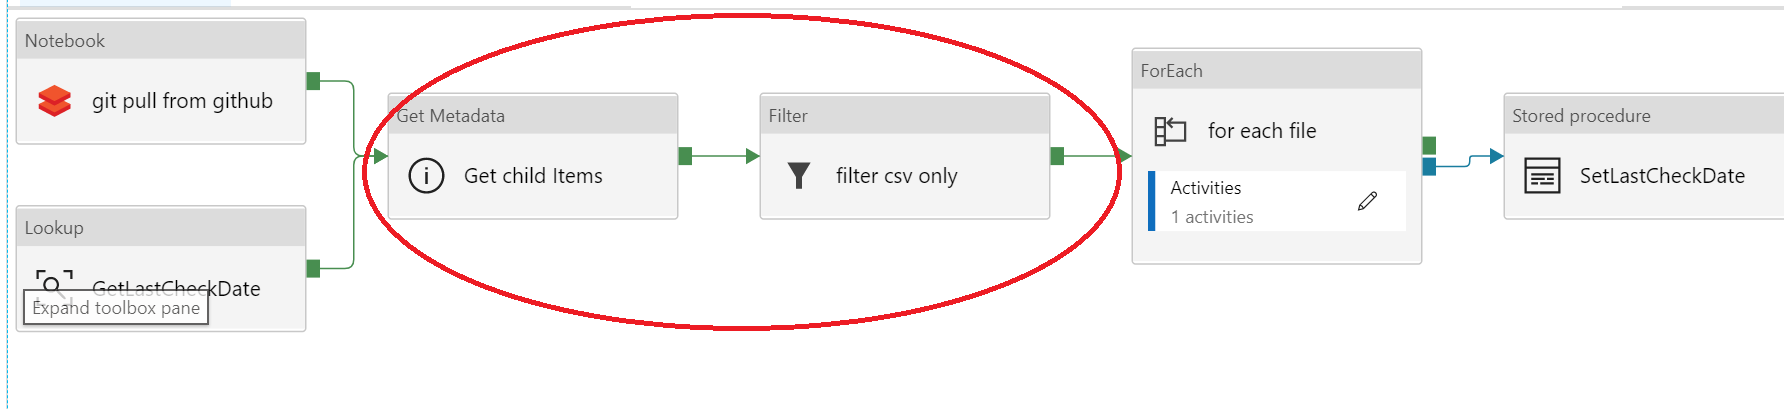 Notebook
git pull from github
Lookup
GetLastCheckDate
Expand toolbox pane
Get Metadata
Get child Items
Filter
filter csv only
ForEach
for each file
Activities
1 activities
Stored procedure
SetLastCheckDate